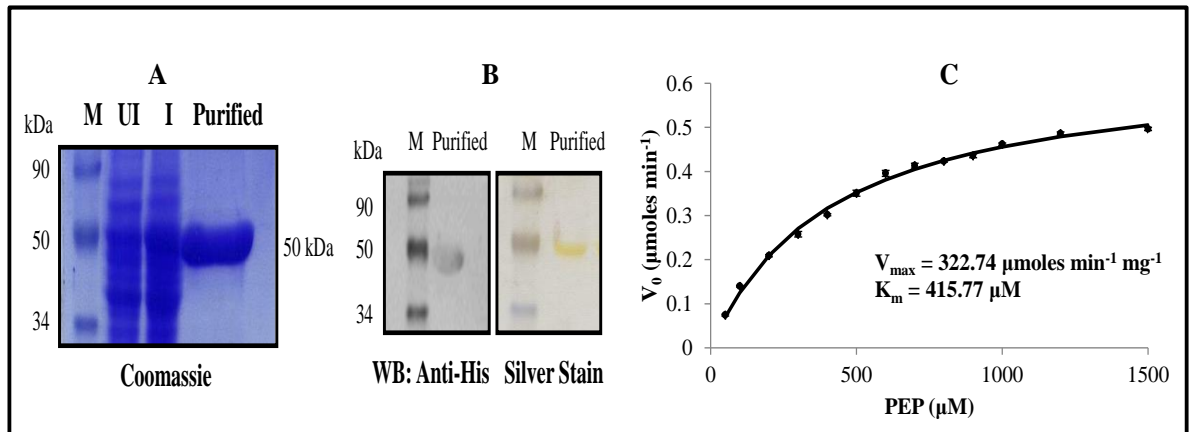 A
M UI I Purified
kDa
90
50
34
50 kDa
Coomassie
B
kDa
M Purified
M Purified
90
50
34
WB: Anti-His
Silver Stain
C
V₀ (µmoles min⁻¹)
0.6
0.5
0.4
0.3
0.2
0.1
0
Vmax = 322.74 µmoles min⁻¹ mg⁻¹
Km = 415.77 µM
0 500 1000 1500
PEP (µM)